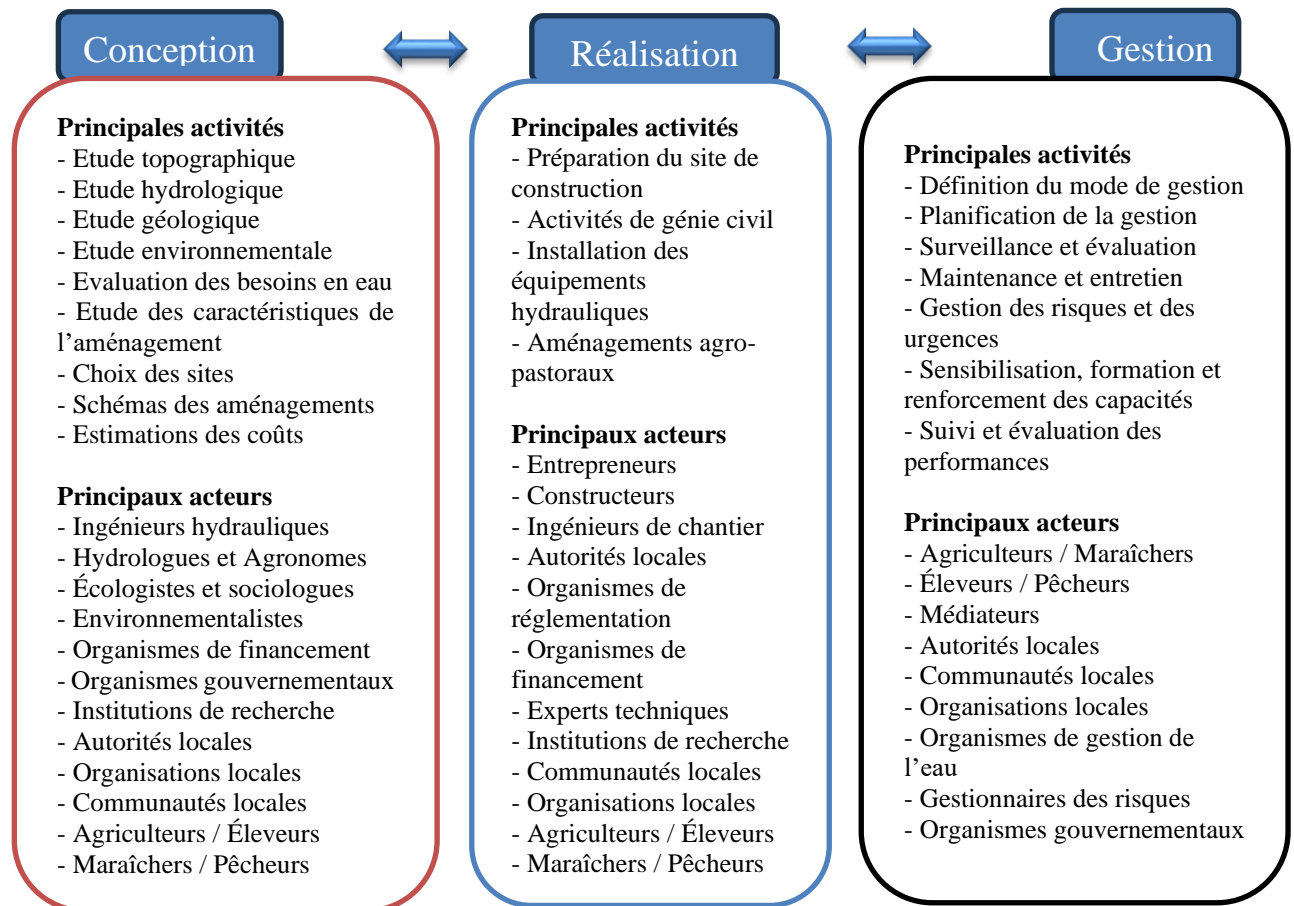 Conception
Réalisation
Gestion
Principales activités
- Etude topographique
- Etude hydrologique
- Etude géologique
- Etude environnementale
- Evaluation des besoins en eau
- Etude des caractéristiques de
l’aménagement
- Choix des sites
- Schémas des aménagements
- Estimations des coûts
Principaux acteurs
- Ingénieurs hydrauliques
- Hydrologues et Agronomes
- Écologistes et sociologues
- Environnementalistes
- Organismes de financement
- Organismes gouvernementaux
- Institutions de recherche
- Autorités locales
- Organisations locales
- Communautés locales
- Agriculteurs / Éleveurs
- Maraîchers / Pêcheurs
Principales activités
- Préparation du site de
construction
- Activités de génie civil
- Installation des
équipements
hydrauliques
- Aménagements agro-
pastoraux
Principaux acteurs
- Entrepreneurs
- Constructeurs
- Ingénieurs de chantier
- Autorités locales
- Organismes de
réglementation
- Organismes de
financement
- Experts techniques
- Institutions de recherche
- Communautés locales
- Organisations locales
- Agriculteurs / Éleveurs
- Maraîchers / Pêcheurs
Principales activités
- Définition du mode de gestion
- Planification de la gestion
- Surveillance et évaluation
- Maintenance et entretien
- Gestion des risques et des
urgences
- Sensibilisation, formation et
renforcement des capacités
- Suivi et évaluation des
performances
Principaux acteurs
- Agriculteurs / Maraîchers
- Éleveurs / Pêcheurs
- Médiateurs
- Autorités locales
- Communautés locales
- Organisations locales
- Organismes de gestion de
l’eau
- Gestionnaires des risques
- Organismes gouvernementaux